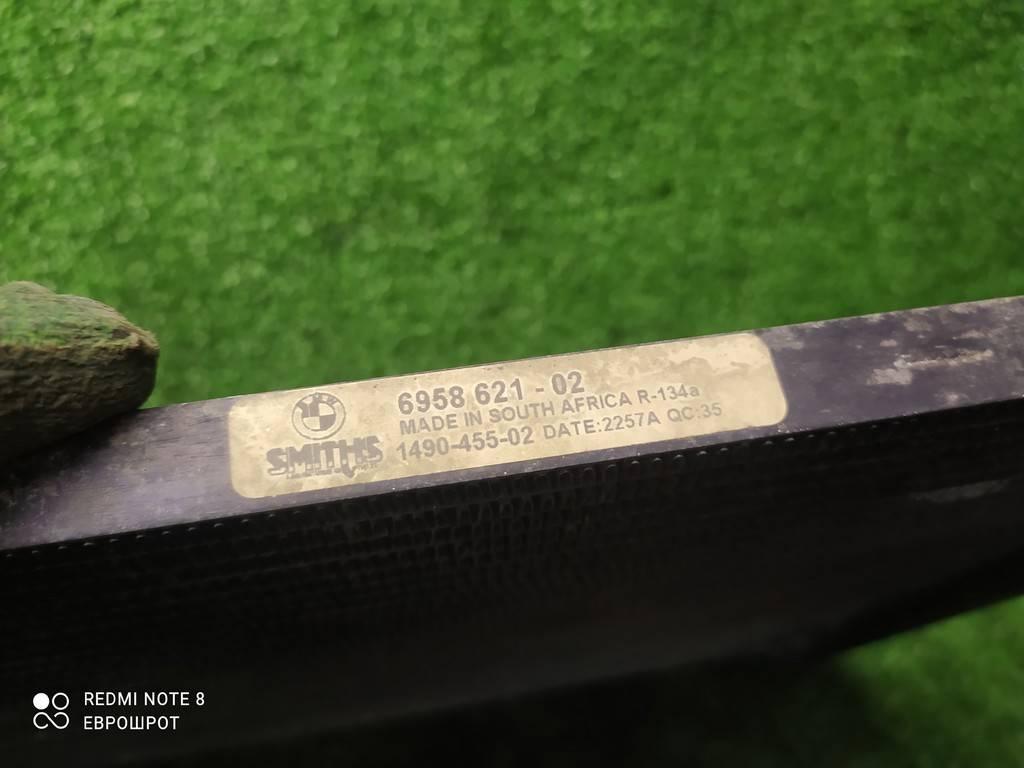 6958 621 - 02
MADE IN SOUTH AFRICA R-134a
SMITHS 1490-455-02 DATE:2257A QC:35
REDMI NOTE 8
ЕВРОШРОТ